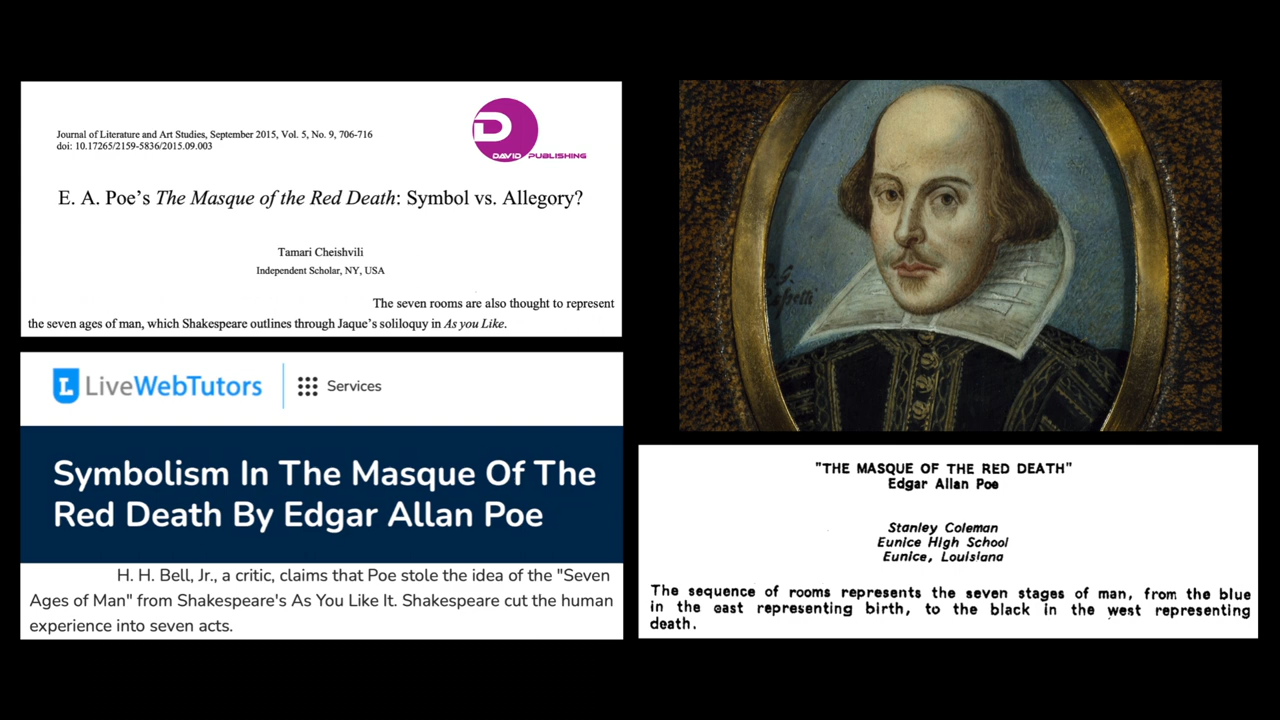 Journal of Literature and Art Studies, September 2015, Vol. 5, No. 9, 706-716
doi: 10.17265/2159-5836/2015.09.003
D
DAVID PUBLISHING
E. A. Poe's The Masque of the Red Death: Symbol vs. Allegory?
Tamari Cheishvili
Independent Scholar, NY, USA
The seven rooms are also thought to represent
the seven ages of man, which Shakespeare outlines through Jaque's soliloquy in As you Like.
L LiveWebTutors Services
Symbolism In The Masque Of The
Red Death By Edgar Allan Poe
H. H. Bell, Jr., a critic, claims that Poe stole the idea of the "Seven
Ages of Man" from Shakespeare's As You Like It. Shakespeare cut the human
experience into seven acts.
"THE MASQUE OF THE RED DEATH"
Edgar Allan Poe
Stanley Coleman
Eunice High School
Eunice, Louisiana
The sequence of rooms represents the seven stages of man, from the blue
in the east representing birth, to the black in the west representing
death.